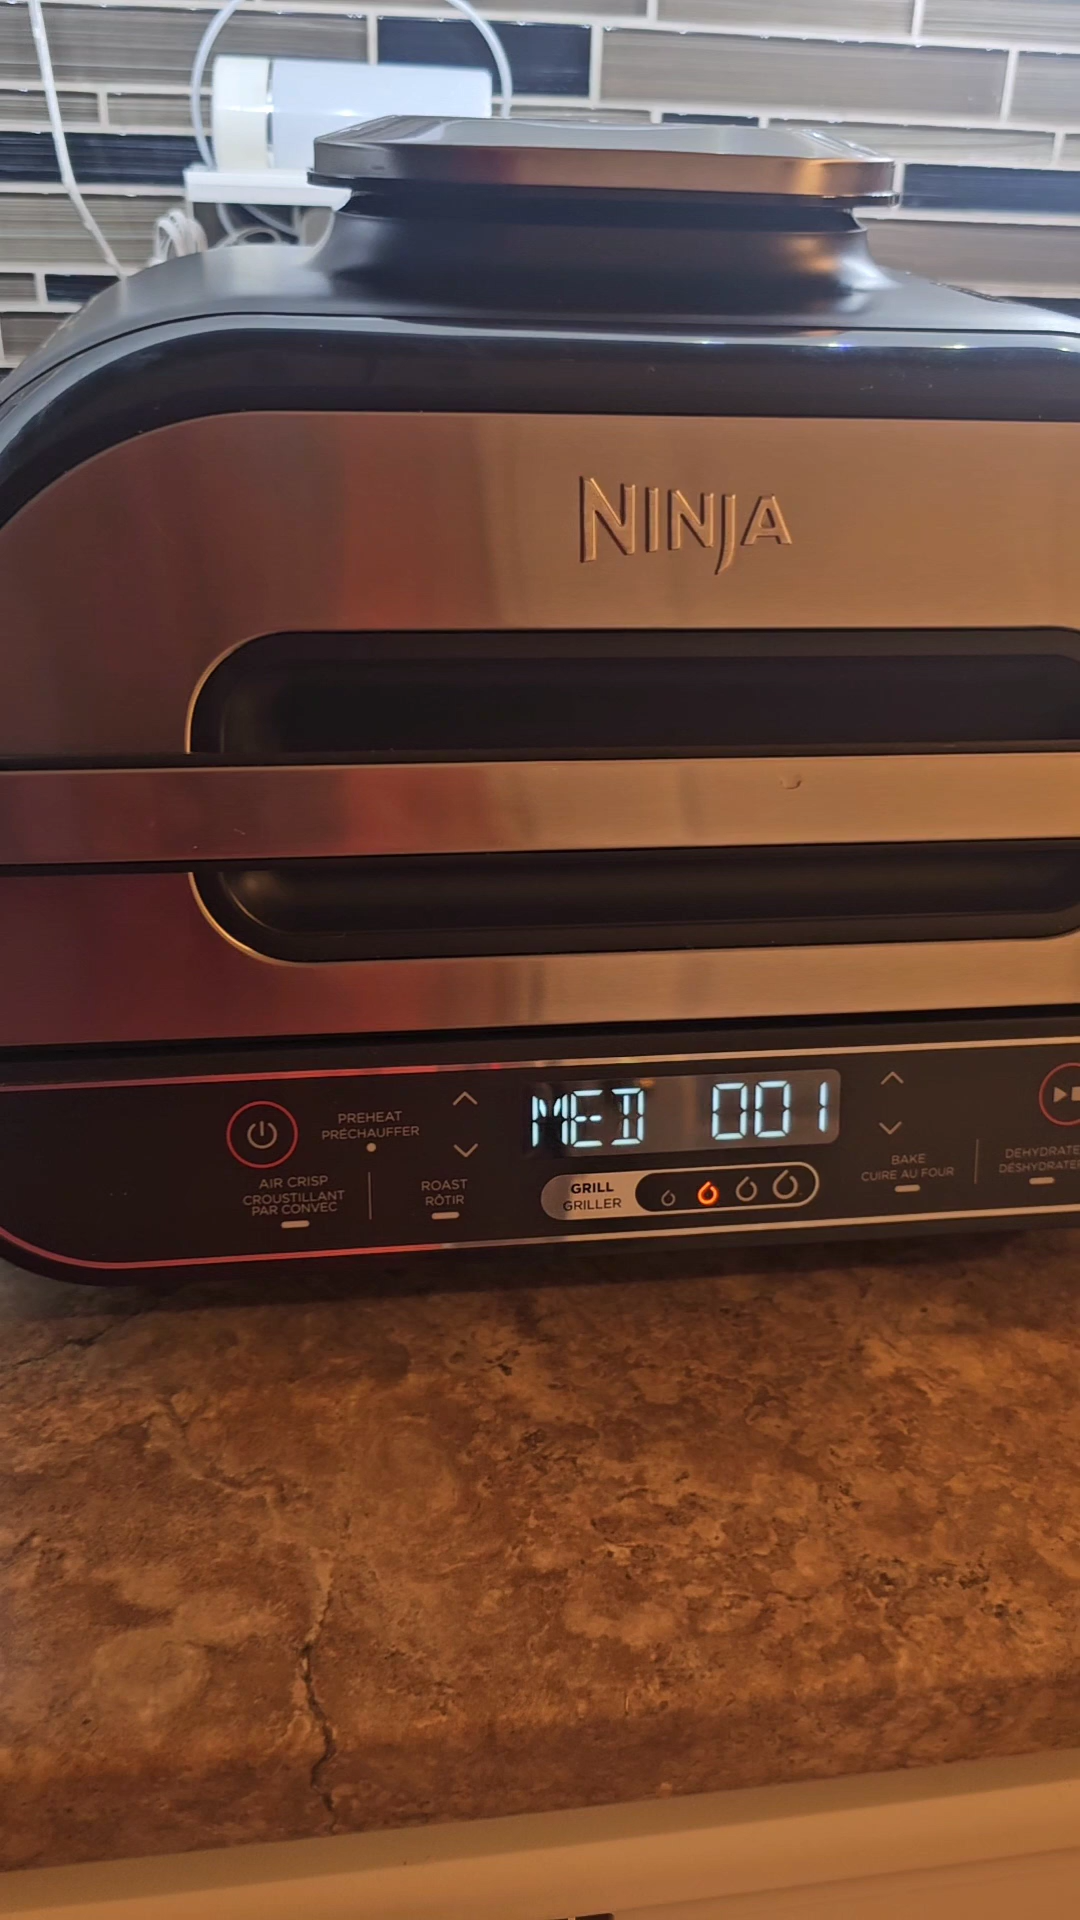 NINJA
PREHEAT
PRÉCHAUFFER
MED 001
AIR CRISP
CROUSTILLANT
PAR CONVEC
ROAST
RÔTIR
GRILL
GRILLER
BAKE
CUIRE AU FOUR
DEHYDRATE